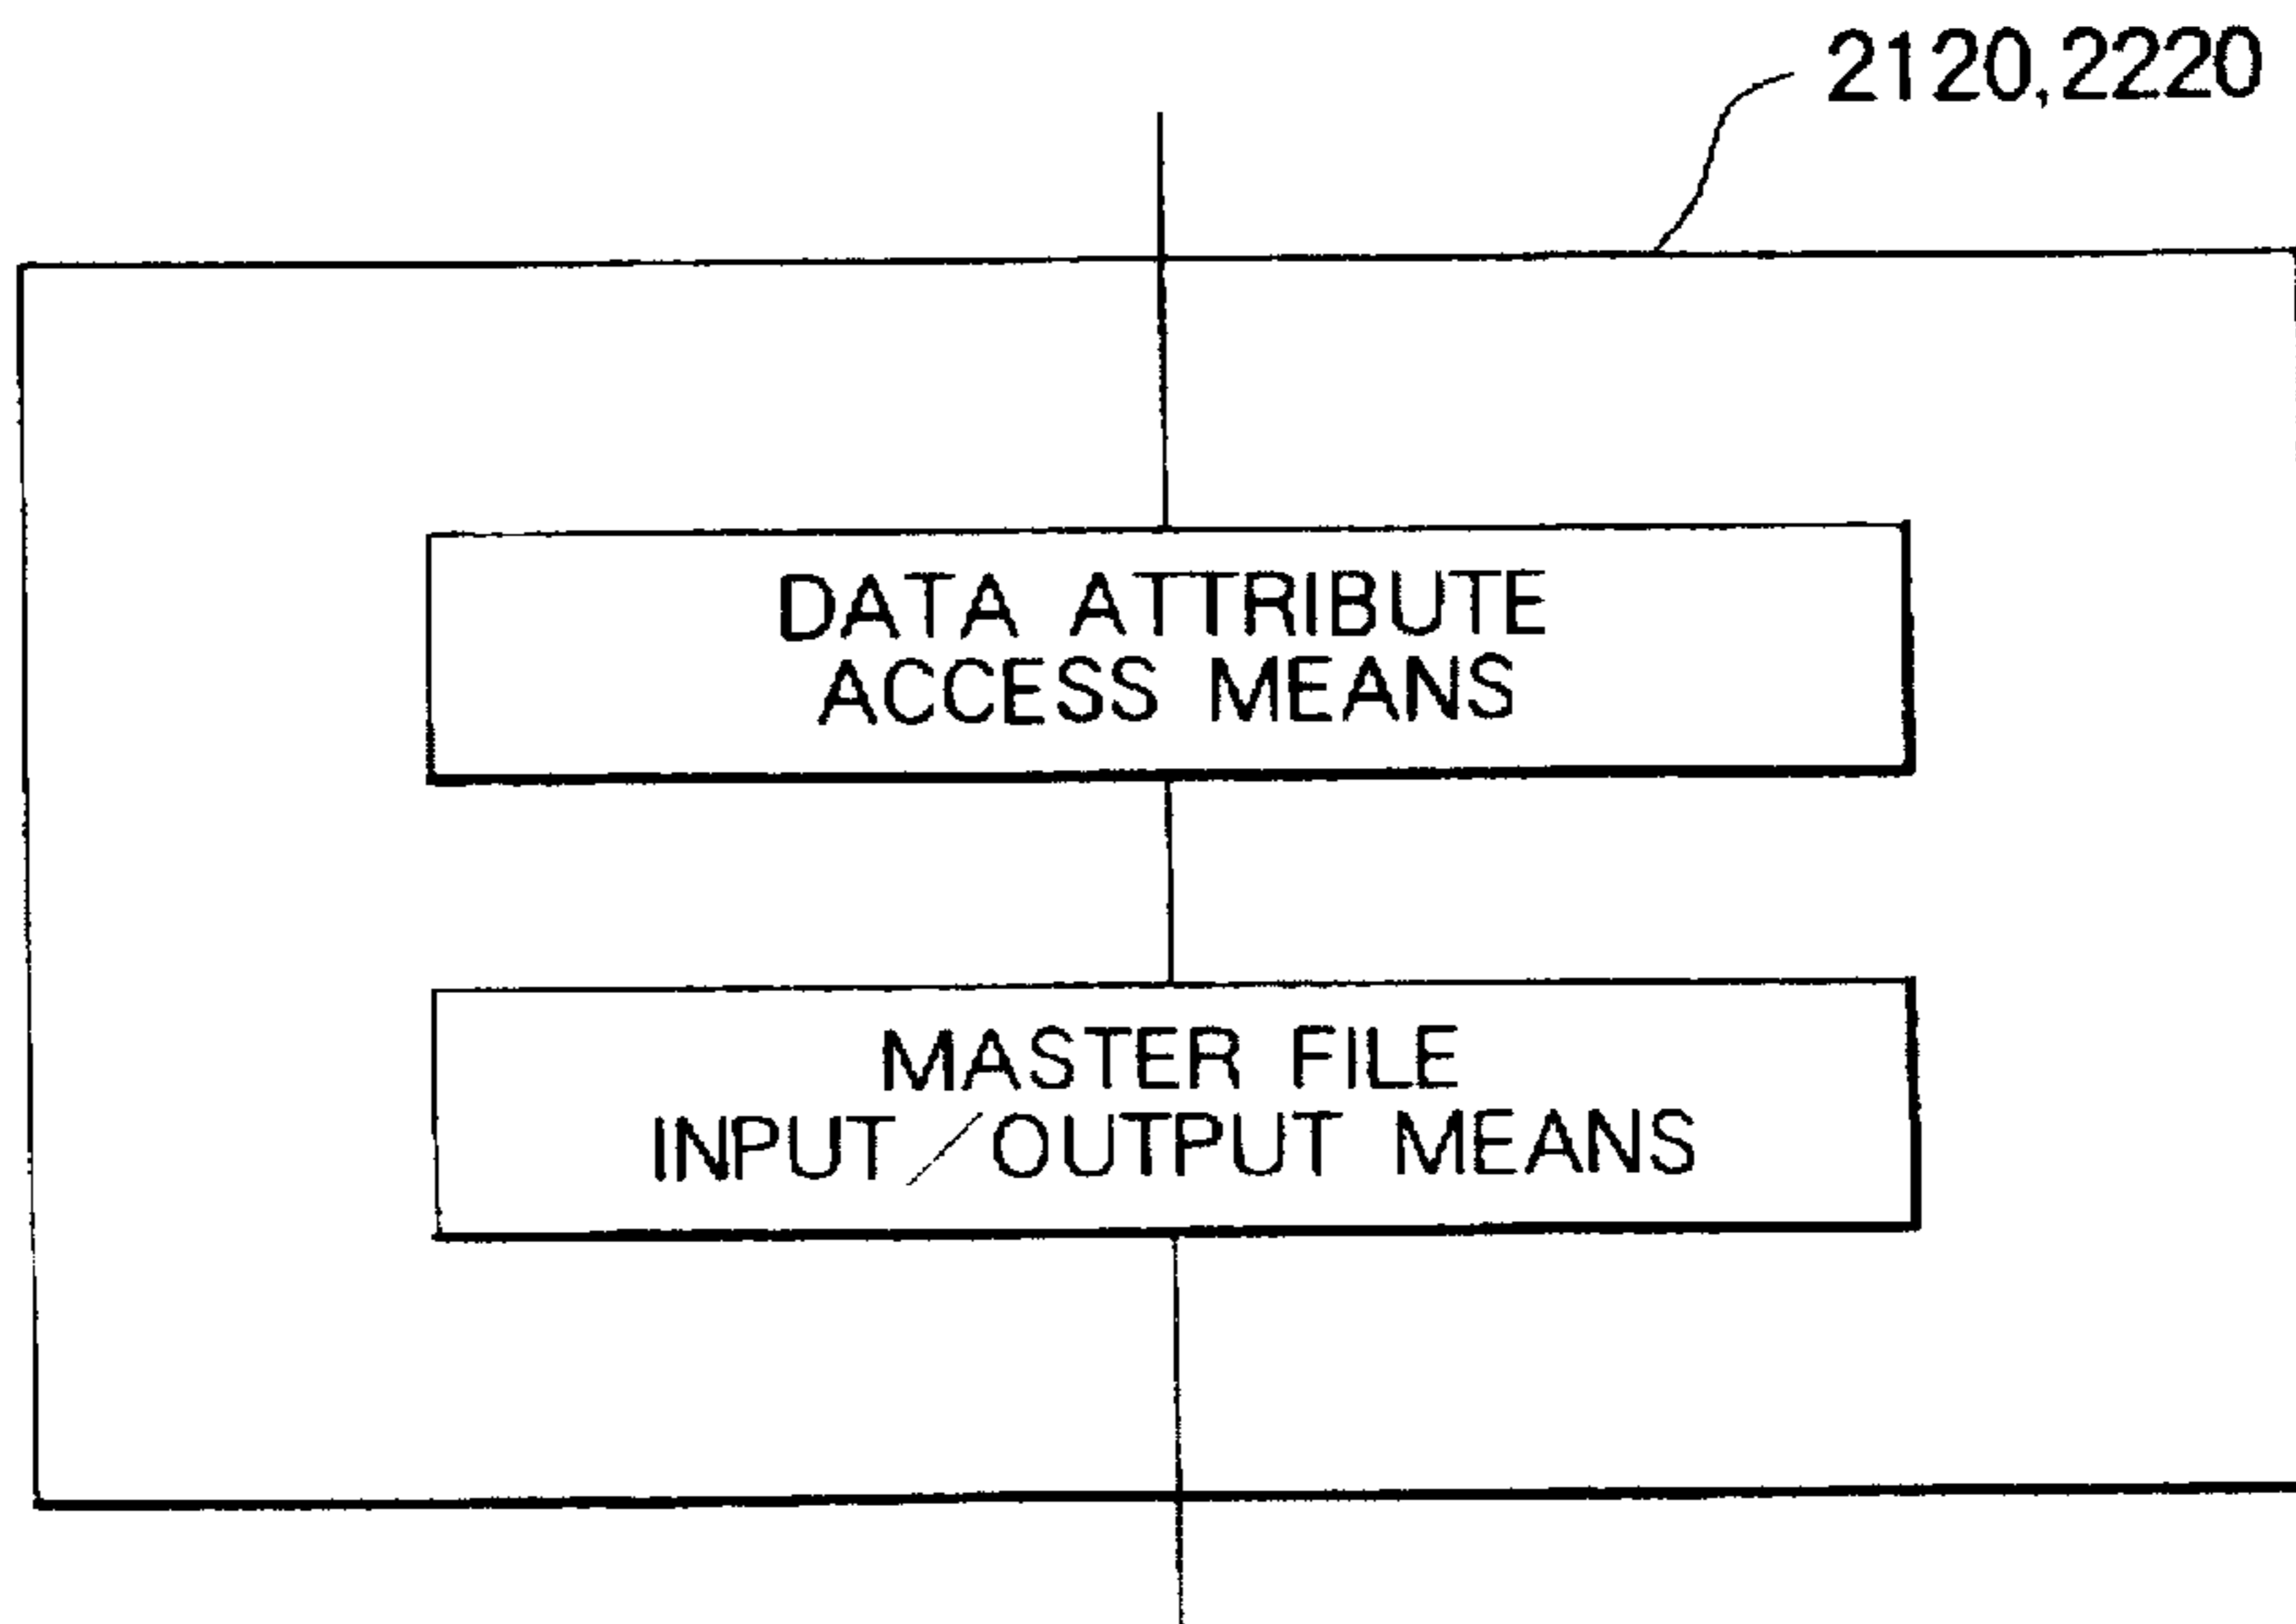 2120,2220
DATA ATTRIBUTE
ACCESS MEANS
MASTER FILE
INPUT/OUTPUT MEANS